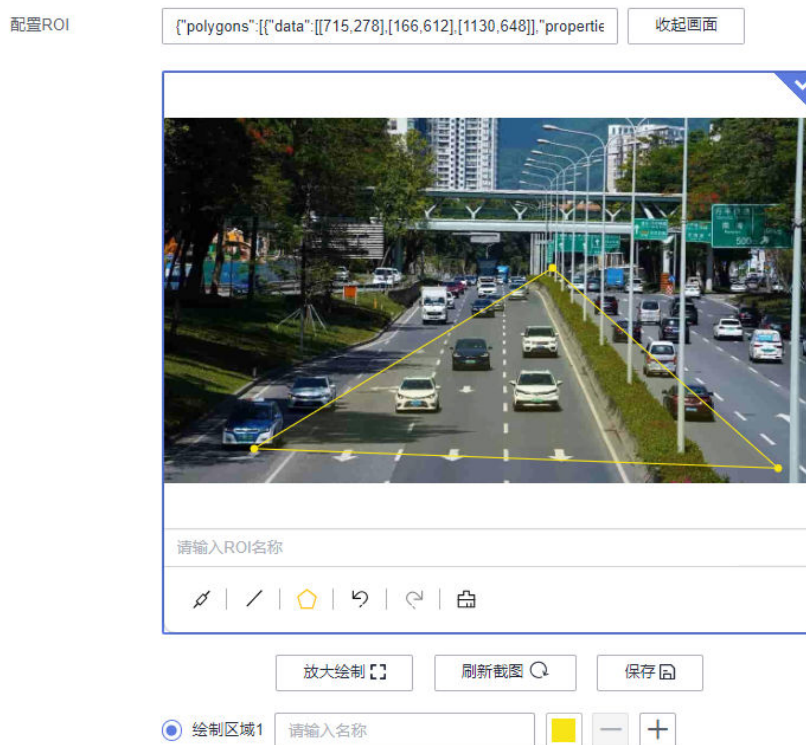 配置ROI
{"polygons":[{"data":[[715,278],[166,612],[1130,648]],"propertie
收起画面
500
请输入ROI名称
放大绘制
刷新截图
保存
绘制区域1
请输入名称